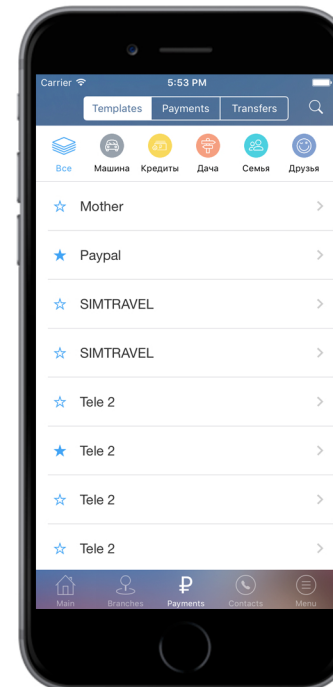 Carrier 5:53 PM
Templates Payments Transfers
Все Машина Кредиты Дача Семья Друзья
Mother
Paypal
SIMTRAVEL
SIMTRAVEL
Tele 2
Tele 2
Tele 2
Tele 2
Main Branches Payments Contacts Menu